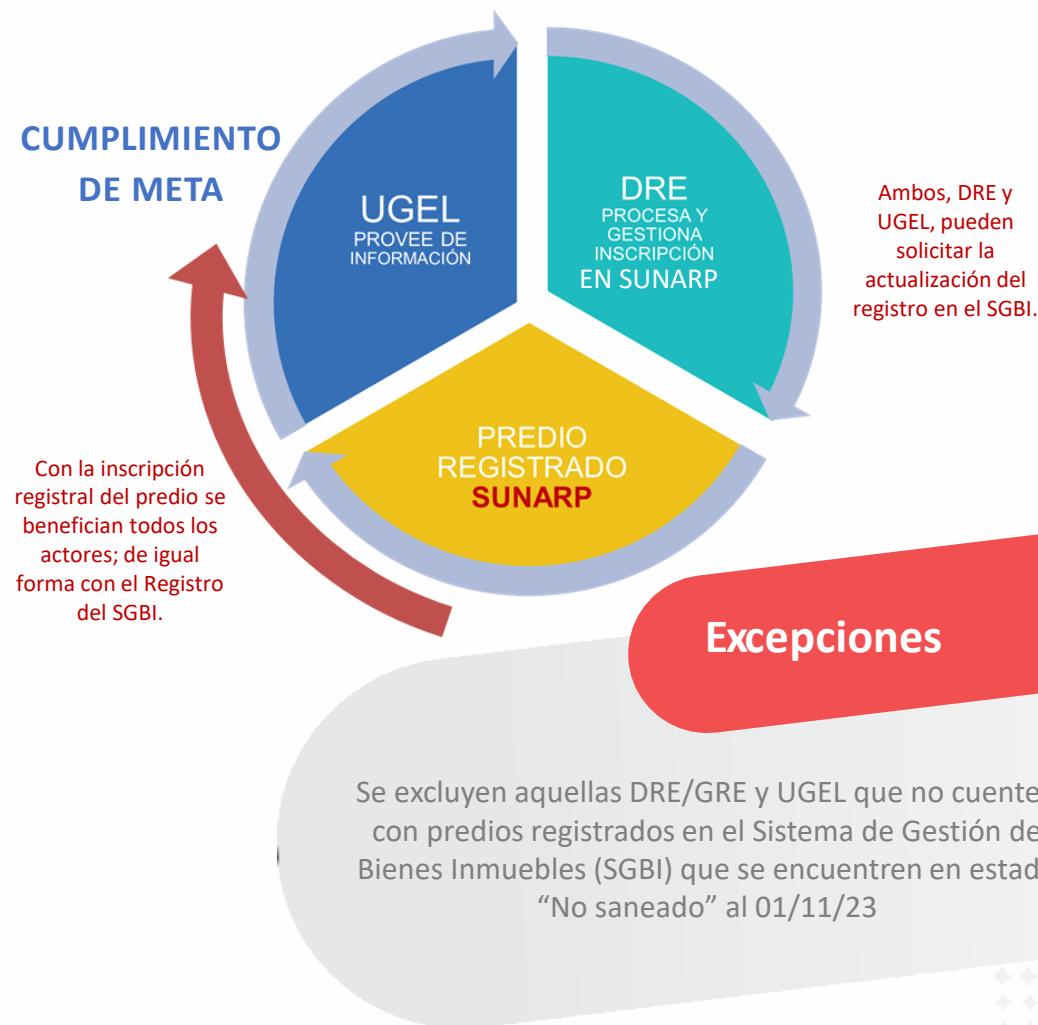 CUMPLIMIENTO
DE META
UGEL
PROVEE DE
INFORMACIÓN
DRE
PROCESA Y
GESTIONA
INSCRIPCIÓN
EN SUNARP
Ambos, DRE y
UGEL, pueden
solicitar la
actualización del
registro en el SGBI.
PREDIO
REGISTRADO
SUNARP
Con la inscripción
registral del predio se
benefician todos los
actores; de igual
forma con el Registro
del SGBI.
Excepciones
Se excluyen aquellas DRE/GRE y UGEL que no cuente
con predios registrados en el Sistema de Gestión de
Bienes Inmuebles (SGBI) que se encuentren en estad
“No saneado” al 01/11/23